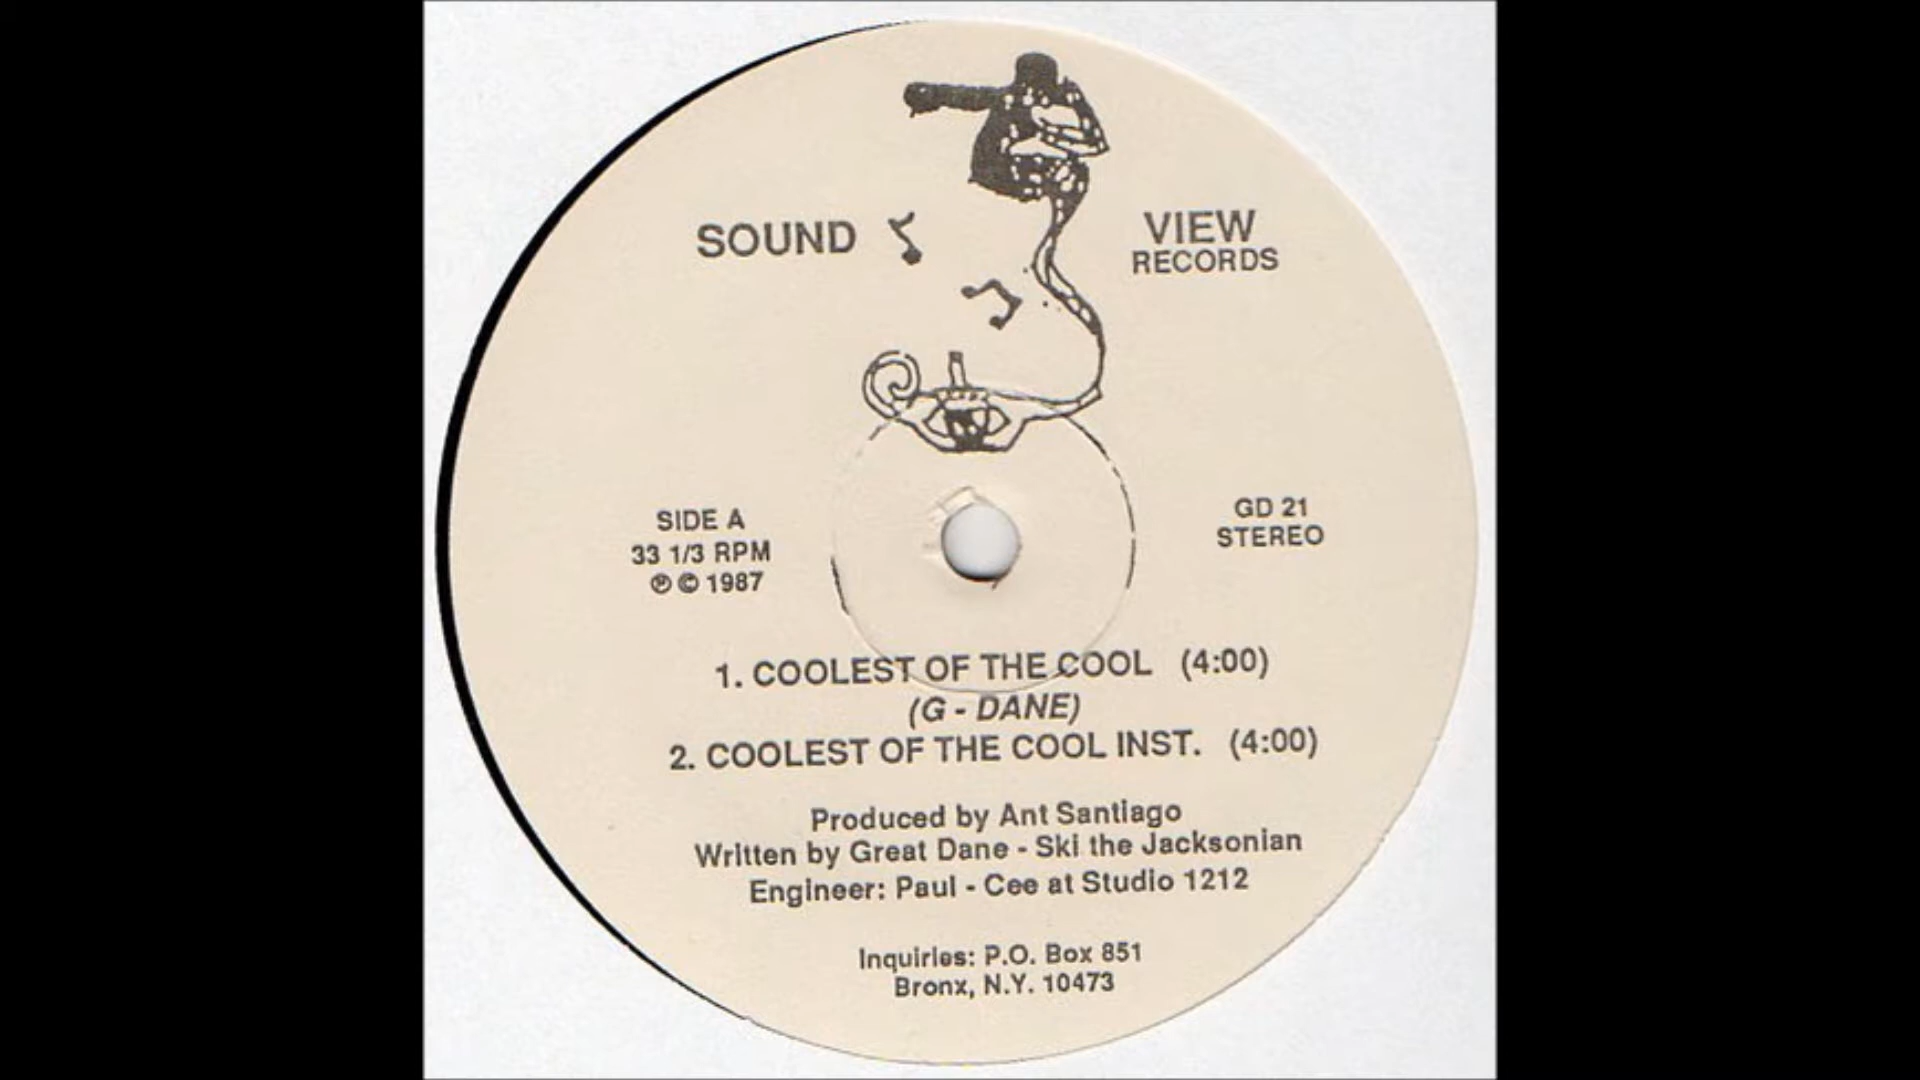 SOUND VIEW
RECORDS
SIDE A
33 1/3 RPM
℗ © 1987
GD 21
STEREO
1. COOLEST OF THE COOL (4:00)
(G - DANE)
2. COOLEST OF THE COOL INST. (4:00)
Produced by Ant Santiago
Written by Great Dane - Ski the Jacksonian
Engineer: Paul - Cee at Studio 1212
Inquiries: P.O. Box 851
Bronx, N.Y. 10473